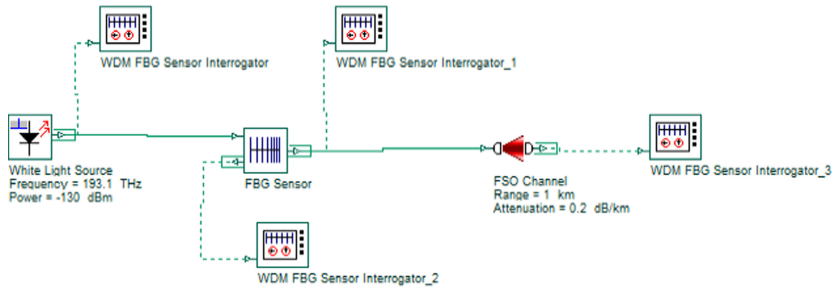 WDM FBG Sensor Interrogator
WDM FBG Sensor Interrogator_1
White Light Source
Frequency = 193.1 THz
Power = -130 dBm
FBG Sensor
FSO Channel
Range = 1 km
Attenuation = 0.2 dB/km
WDM FBG Sensor Interrogator_3
WDM FBG Sensor Interrogator_2